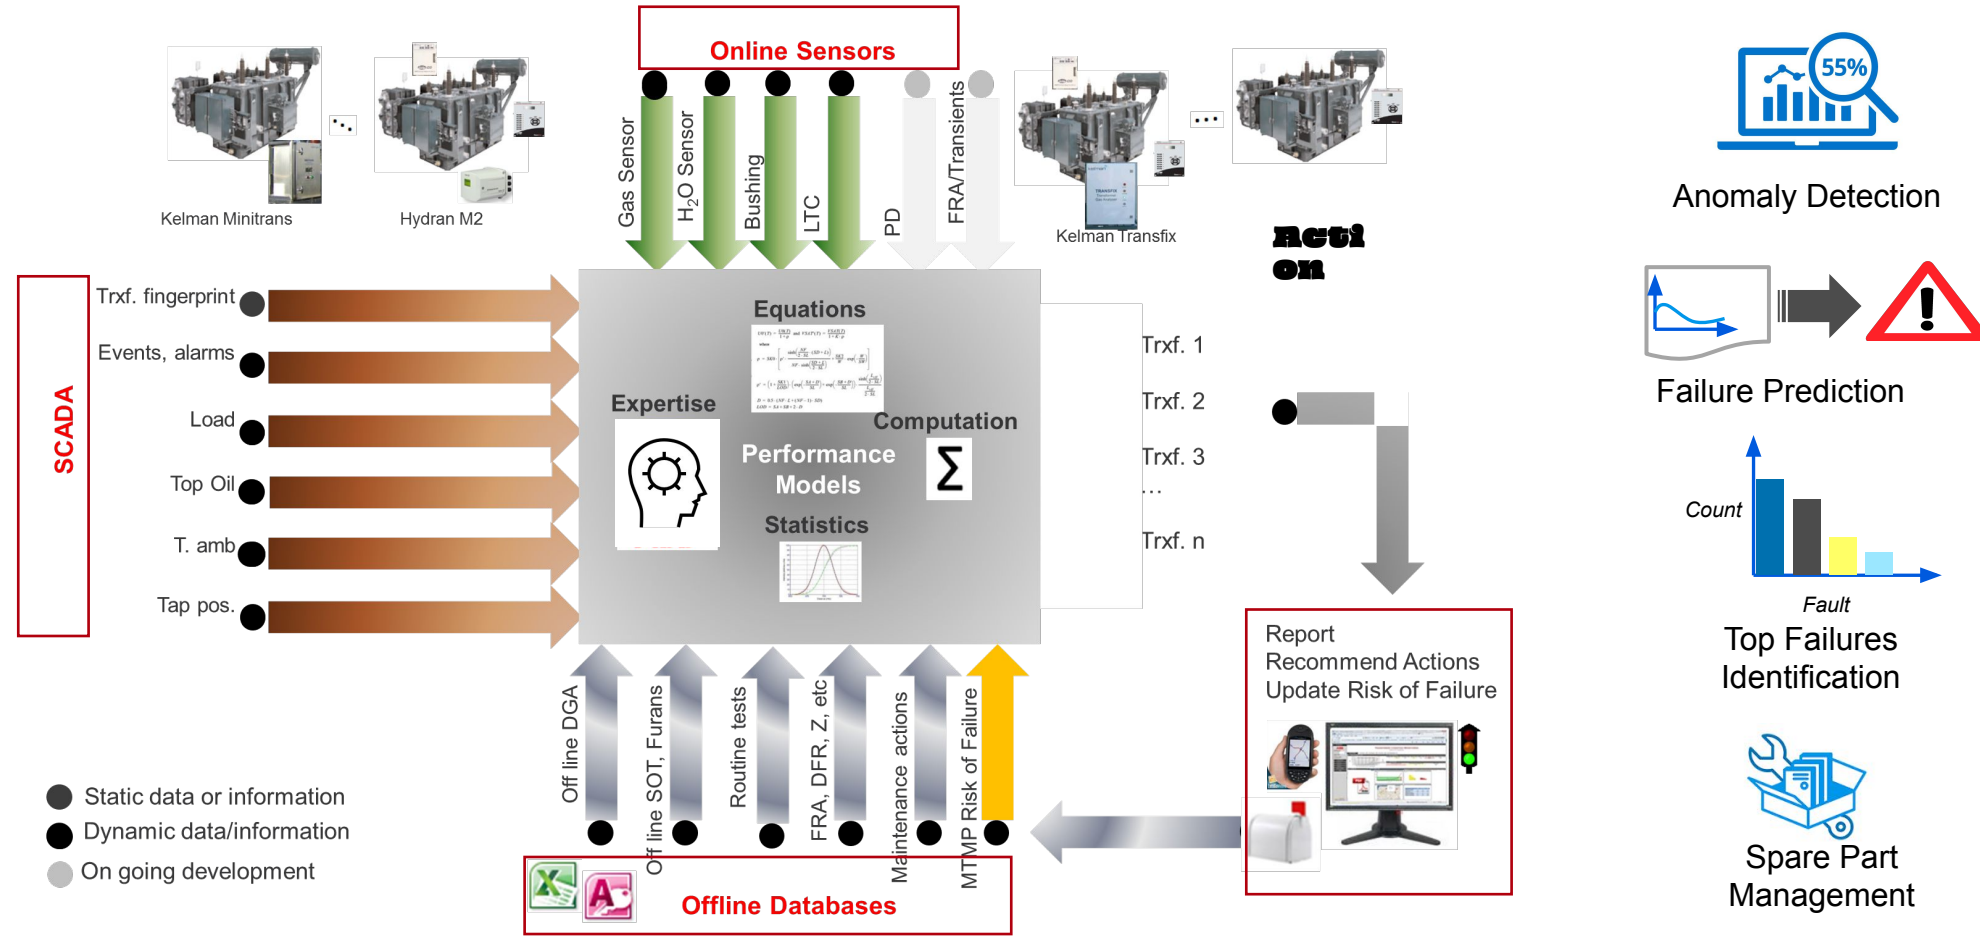 Online Sensors
Gas Sensor
H₂O Sensor
Bushing
LTC
PD
FRA/Transients
Kelman Minitrans
Hydran M2
Kelman Transfix
TRANSFIX
Acti
on
SCADA
Trxf. fingerprint
Events, alarms
Load
Top Oil
T. amb
Tap pos.
Equations
where
Expertise
Computation
Σ
Performance
Models
Statistics
Trxf. 1
Trxf. 2
Trxf. 3
...
Trxf. n
Report
Recommend Actions
Update Risk of Failure
Off line DGA
Off line SOT, Furans
Routine tests
FRA, DFR, Z, etc
Maintenance actions
MTMP Risk of Failure
Offline Databases
Static data or information
Dynamic data/information
On going development
55%
Anomaly Detection
Failure Prediction
Count
Fault
Top Failures
Identification
Spare Part
Management